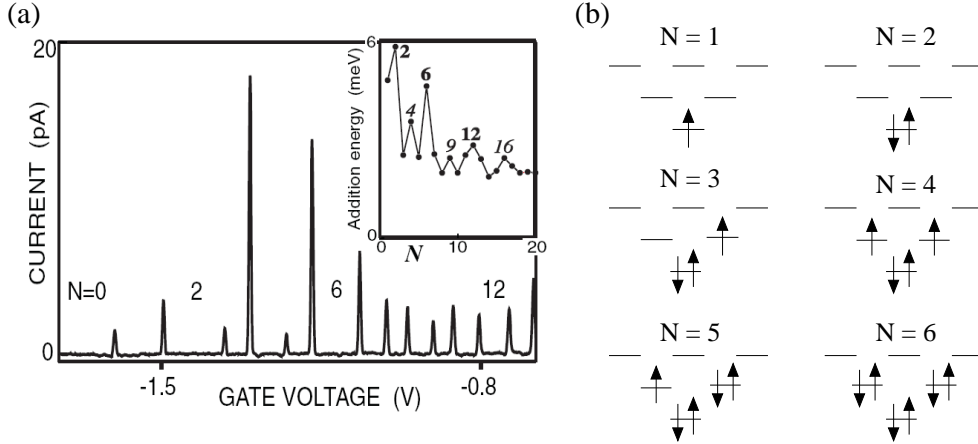 (a)
20
CURRENT (pA)
0
N=0
2
6
12
-1.5
-0.8
GATE VOLTAGE (V)
6
Addition energy (meV)
0
2
4
6
9
12
16
0
10
20
N
(b)
N = 1
N = 2
N = 3
N = 4
N = 5
N = 6